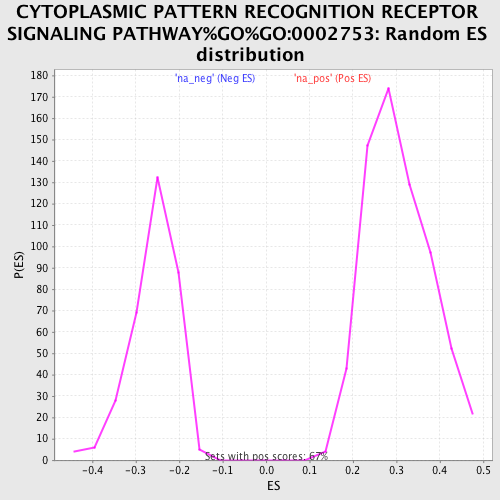 CYTOPLASMIC PATTERN RECOGNITION RECEPTOR
SIGNALING PATHWAY%GO%GO:0002753: Random ES
distribution
'na_neg' (Neg ES) 'na_pos' (Pos ES)
180
170
160
150
140
130
120
110
100
90
80
70
60
50
40
30
20
10
0
P(ES)
Sets with pos scores: 67%
-0.4 -0.3 -0.2 -0.1 0.0 0.1 0.2 0.3 0.4 0.5
ES